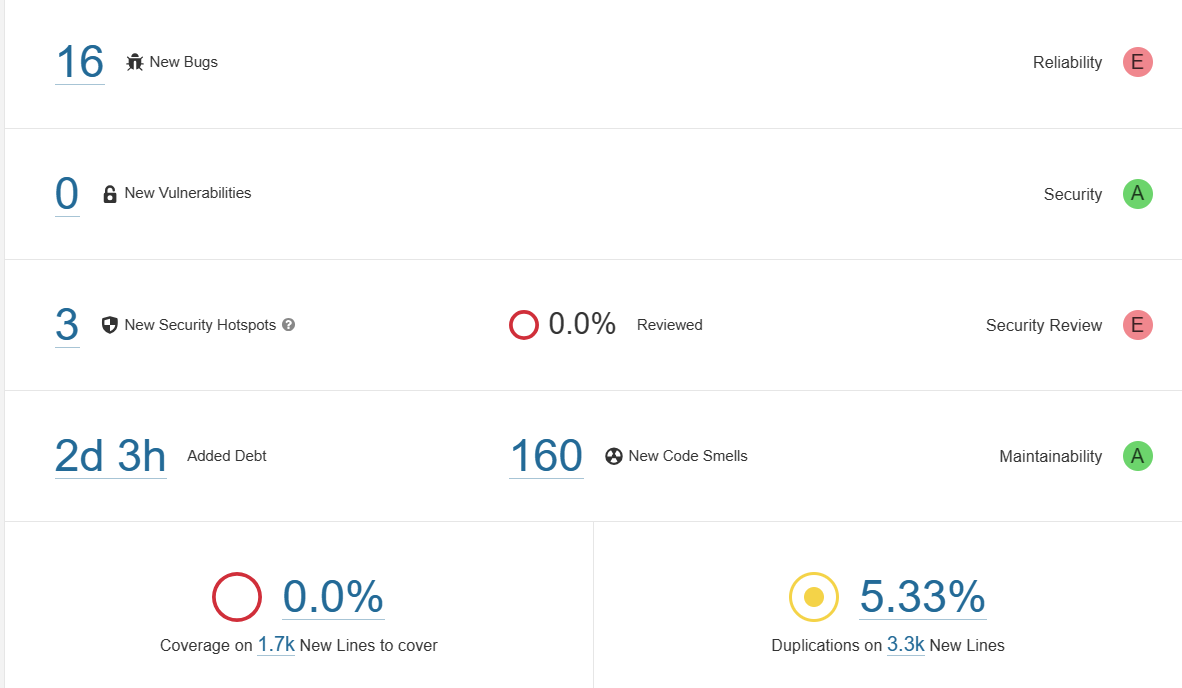 16 New Bugs Reliability E
0 New Vulnerabilities Security A
3 New Security Hotspots ? 0.0% Reviewed Security Review E
2d 3h Added Debt 160 New Code Smells Maintainability A
0.0%
Coverage on 1.7k New Lines to cover
5.33%
Duplications on 3.3k New Lines